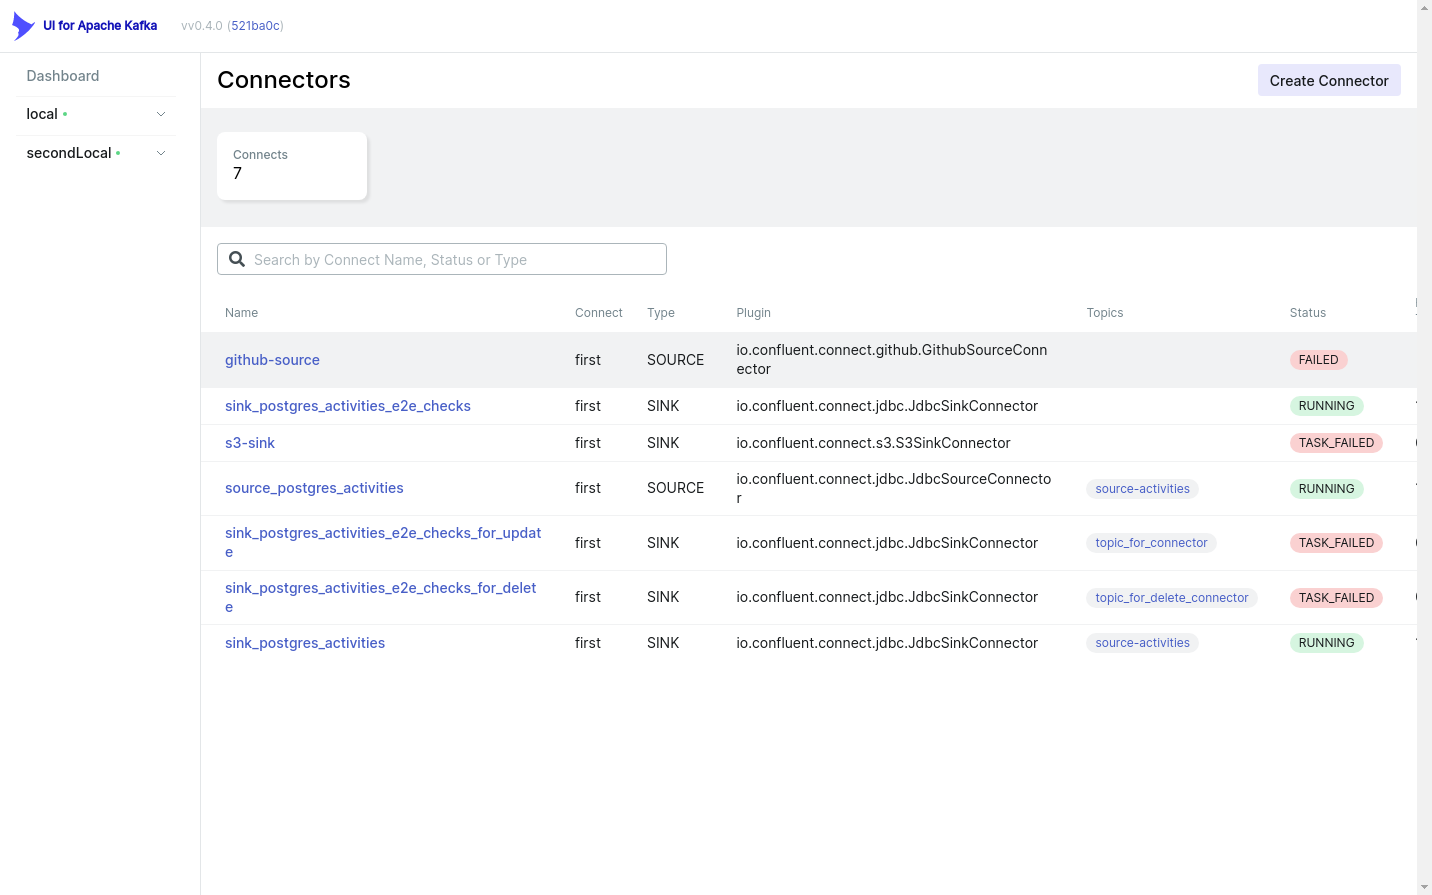 UI for Apache Kafka vv0.4.0 (521ba0c)
Dashboard
local
secondLocal
Connectors
Create Connector
Connects
7
Search by Connect Name, Status or Type
Name Connect Type Plugin Topics Status
github-source first SOURCE io.confluent.connect.github.GithubSourceConn
ector FAILED
sink_postgres_activities_e2e_checks first SINK io.confluent.connect.jdbc.JdbcSinkConnector RUNNING
s3-sink first SINK io.confluent.connect.s3.S3SinkConnector TASK_FAILED
source_postgres_activities first SOURCE io.confluent.connect.jdbc.JdbcSourceConnecto
r source-activities RUNNING
sink_postgres_activities_e2e_checks_for_updat
e first SINK io.confluent.connect.jdbc.JdbcSinkConnector topic_for_connector TASK_FAILED
sink_postgres_activities_e2e_checks_for_delet
e first SINK io.confluent.connect.jdbc.JdbcSinkConnector topic_for_delete_connector TASK_FAILED
sink_postgres_activities first SINK io.confluent.connect.jdbc.JdbcSinkConnector source-activities RUNNING